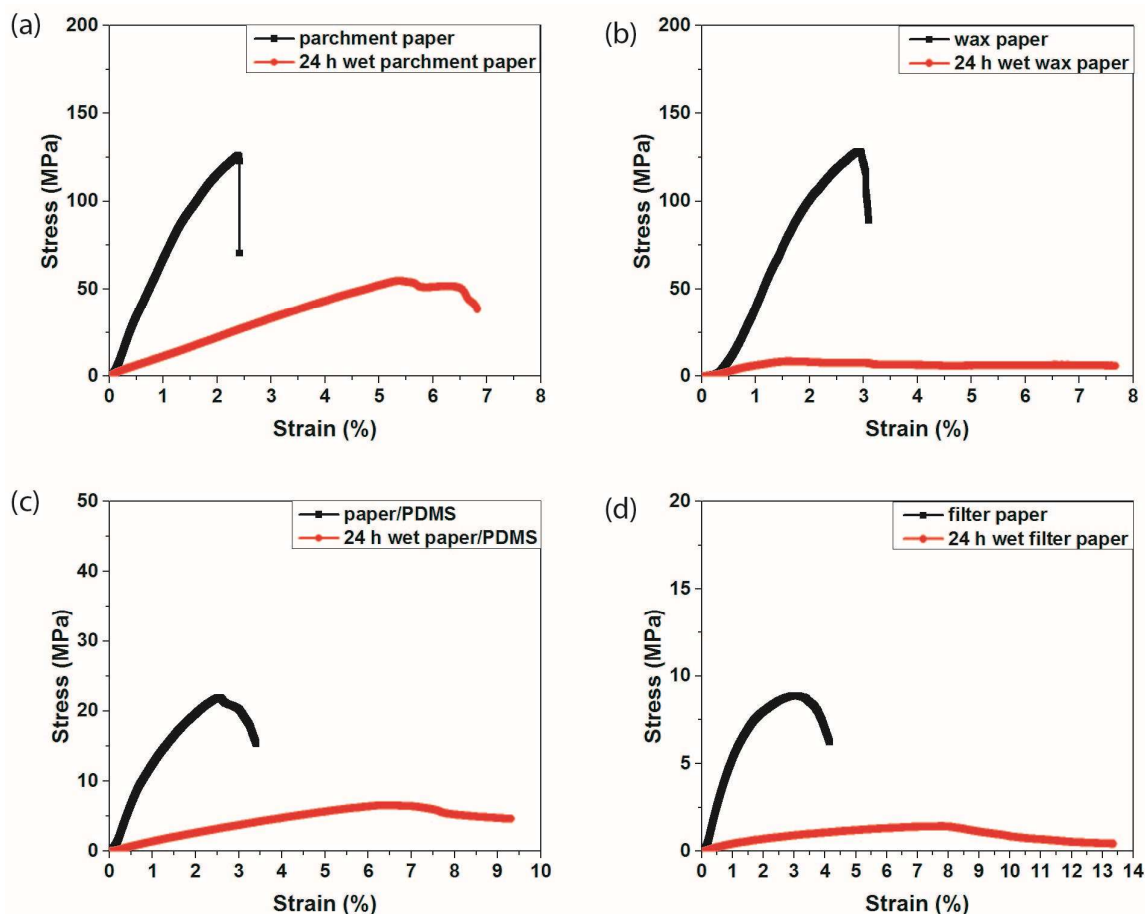 (a)
200
150
100
50
0
Stress (MPa)
parchment paper
24 h wet parchment paper
0 1 2 3 4 5 6 7 8
Strain (%)
(b)
200
150
100
50
0
Stress (MPa)
wax paper
24 h wet wax paper
0 1 2 3 4 5 6 7 8
Strain (%)
(c)
50
40
30
20
10
0
Stress (MPa)
paper/PDMS
24 h wet paper/PDMS
0 1 2 3 4 5 6 7 8 9 10
Strain (%)
(d)
20
15
10
5
0
Stress (MPa)
filter paper
24 h wet filter paper
0 1 2 3 4 5 6 7 8 9 10 11 12 13 14
Strain (%)